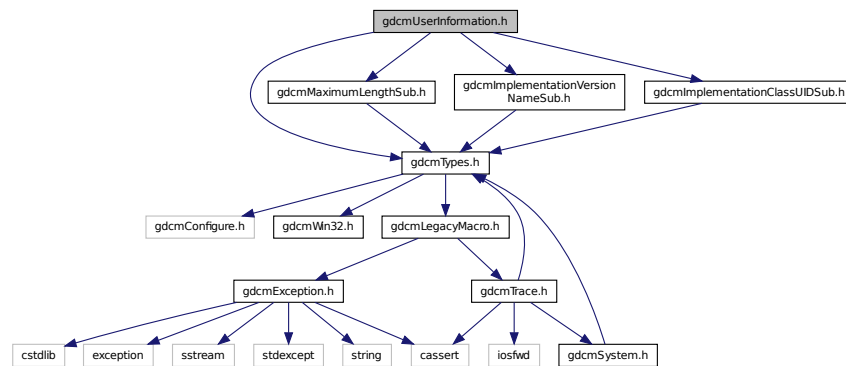 gdcmUserInformation.h
gdcmMaximumLengthSub.h
gdcmImplementationVersion
NameSub.h
gdcmImplementationClassUIDSub.h
gdcmTypes.h
gdcmConfigure.h
gdcmWin32.h
gdcmLegacyMacro.h
gdcmException.h
gdcmTrace.h
cstdlib
exception
sstream
stdexcept
string
cassert
iosfwd
gdcmSystem.h